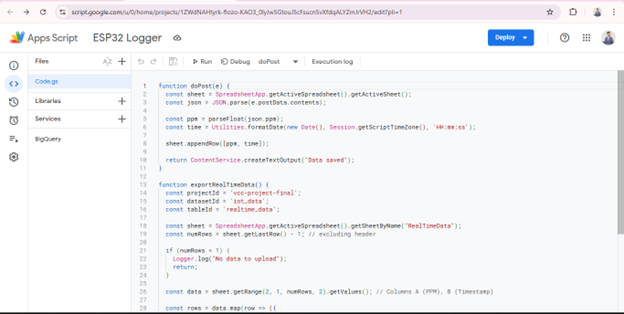 script.google.com/u/0/home/projects/
Apps Script ESP32 Logger
Deploy
Files
Run Debug doPost Execution log
Code.gs
Libraries
Services
BigQuery
1 function doPost(e) {
2 const sheet = SpreadsheetApp.getActiveSpreadsheet().getActiveSheet();
3 const json = JSON.parse(e.postData.contents);
4
5 const ppm = parseFloat(json.ppm);
6 const time = Utilities.formatDate(new Date(), Session.getScriptTimeZone(), 'HH:mm:ss');
7
8 sheet.appendRow([ppm, time]);
9
10 return ContentService.createTextOutput("Data saved");
11 }
12
13 function exportRealTimeData() {
14 const projectId = 'vcc-project-final';
15 const datasetId = 'iot_data';
16 const tableId = 'realtime_data';
17
18 const sheet = SpreadsheetApp.getActiveSpreadsheet().getSheetByName("RealTimeData");
19 const numRows = sheet.getLastRow() - 1; // excluding header
20
21 if (numRows < 1) {
22 Logger.log("No data to upload");
23 return;
24 }
25
26 const data = sheet.getRange(2, 1, numRows, 2).getValues(); // Columns A (PPM), B (Timestamp)
27
28 const rows = data.map(row => ({